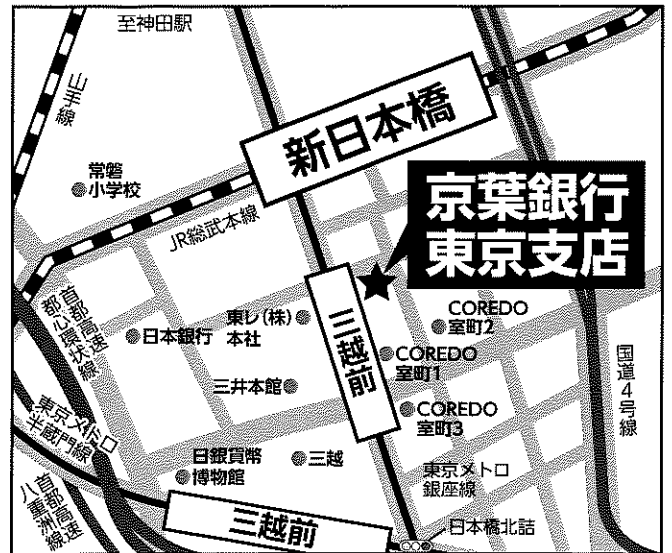 至神田駅
山手線
新日本橋
常磐
小学校
JR総武本線
京葉銀行
東京支店
首都高速
都心環状線
日本銀行
東レ(株)
本社
三越前
COREDO
室町2
COREDO
室町1
三井本館
COREDO
室町3
国道4号線
東京メトロ
半蔵門線
日銀貨幣
博物館
三越
東京メトロ
銀座線
首都高速
八重洲線
三越前
日本橋北詰